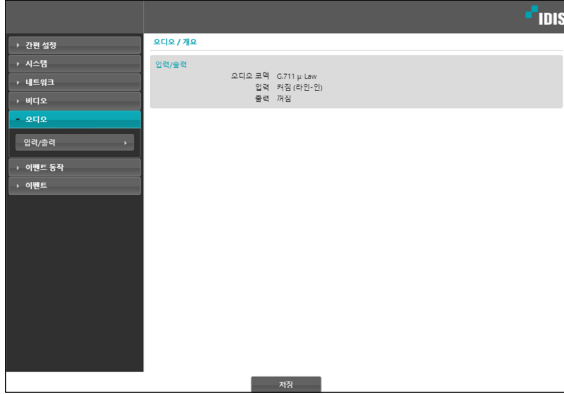 IDIS
간편 설정
시스템
네트워크
비디오
오디오
입력/출력
이벤트 동작
이벤트
오디오 / 개요
입력/출력
오디오 코덱 G.711 μ-Law
입력 켜짐 (라인-인)
출력 꺼짐
저장